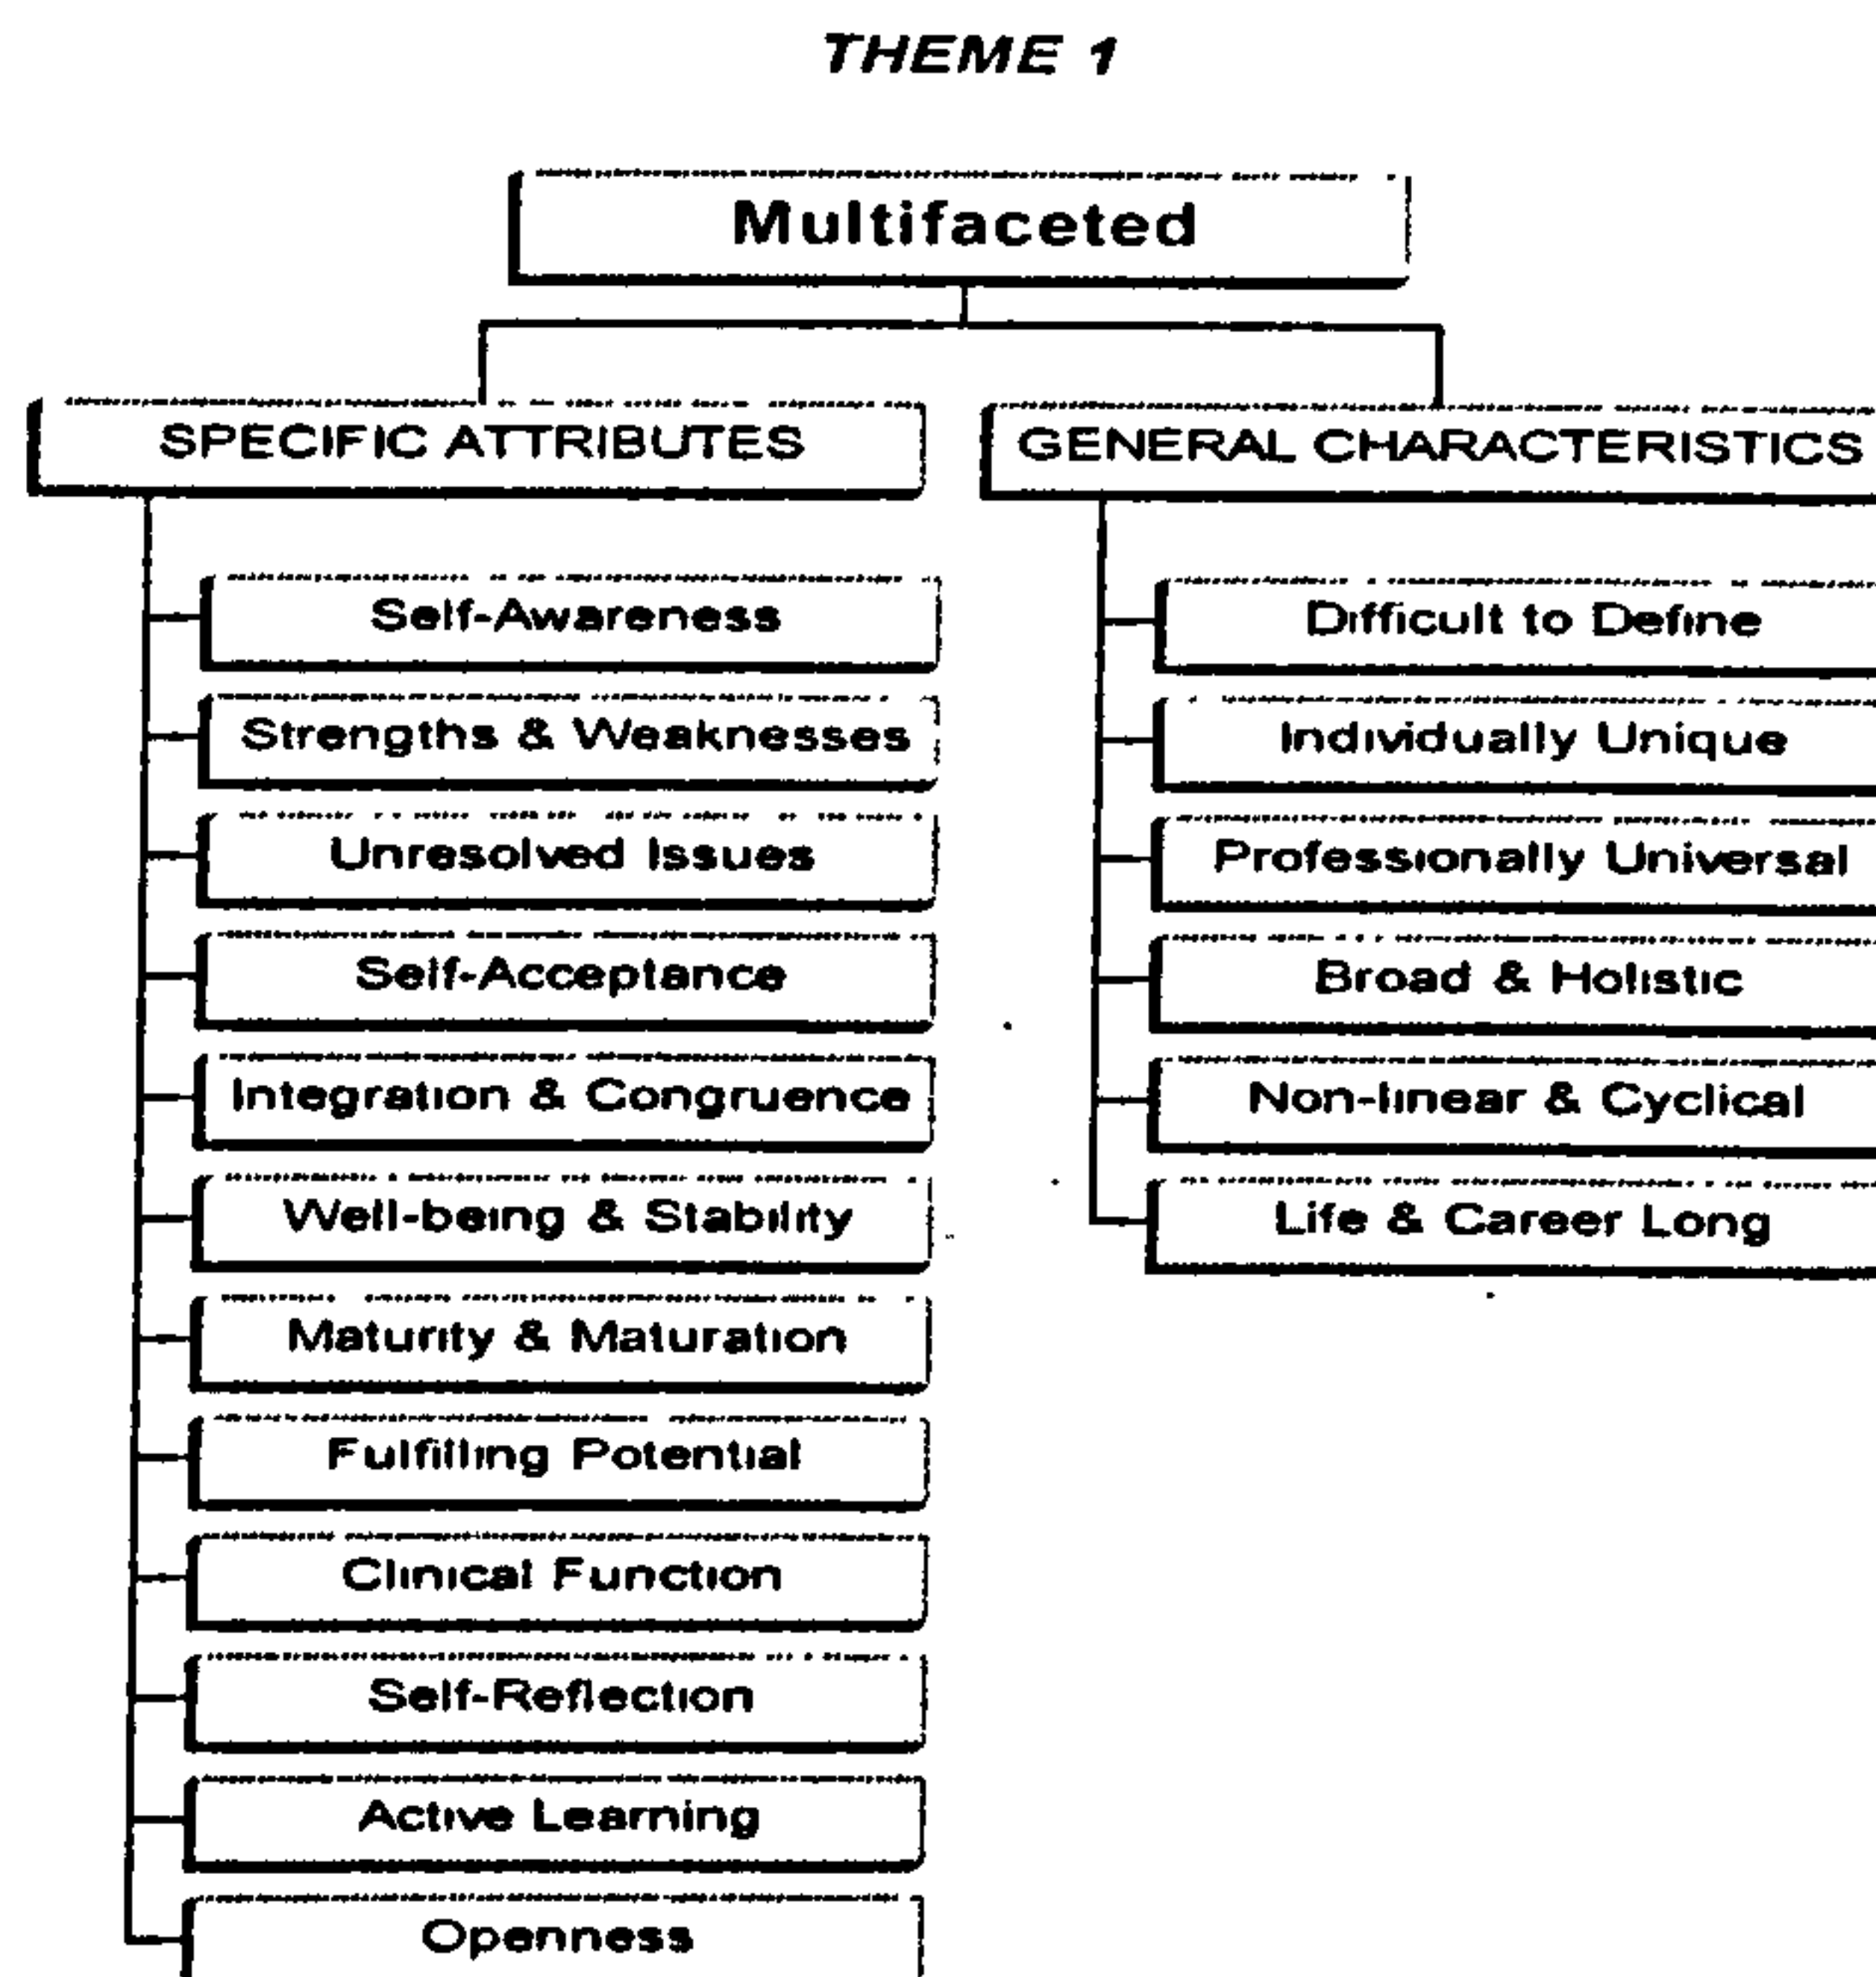 THEME 1
Multifaceted
SPECIFIC ATTRIBUTES
Self-Awareness
Strengths & Weaknesses
Unresolved Issues
Self-Acceptance
Integration & Congruence
Well-being & Stability
Maturity & Maturation
Fulfilling Potential
Clinical Function
Self-Reflection
Active Learning
Openness
GENERAL CHARACTERISTICS
Difficult to Define
Individually Unique
Professionally Universal
Broad & Holistic
Non-linear & Cyclical
Life & Career Long